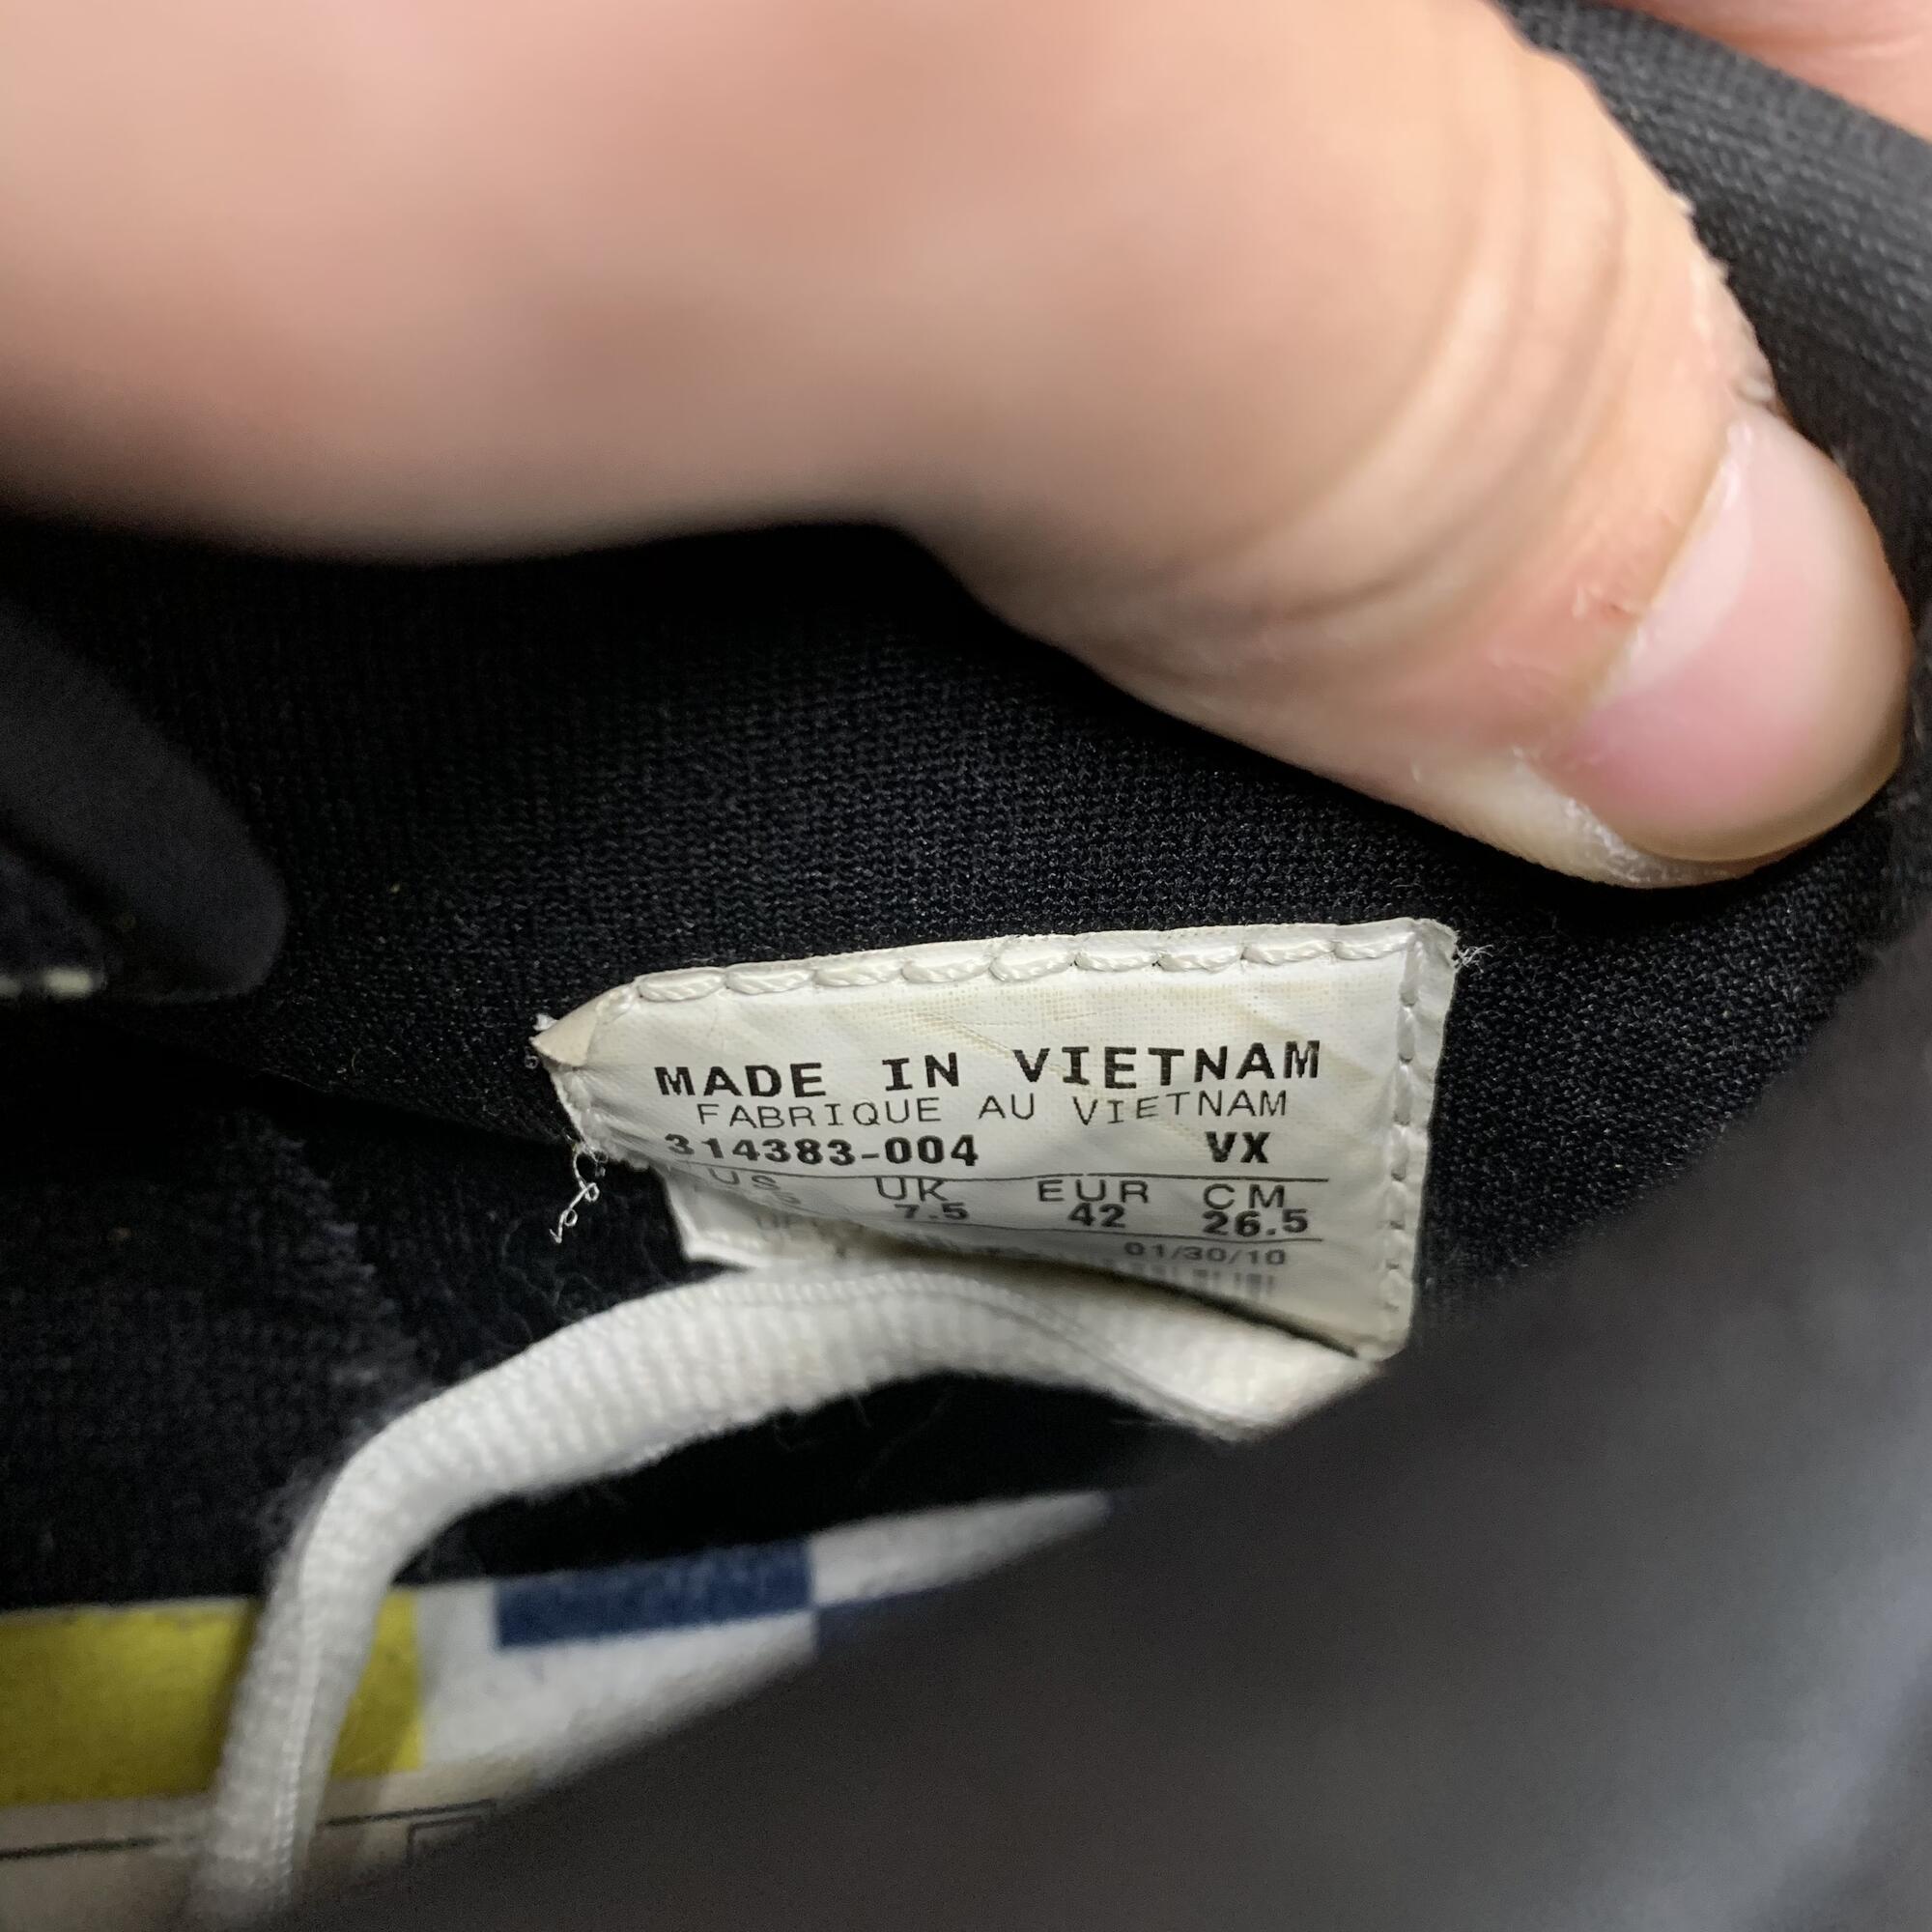 MADE IN VIETNAM
FABRIQUE AU VIETNAM
314383-004 VX
US UK EUR CM
7.5 42 26.5
01/30/10